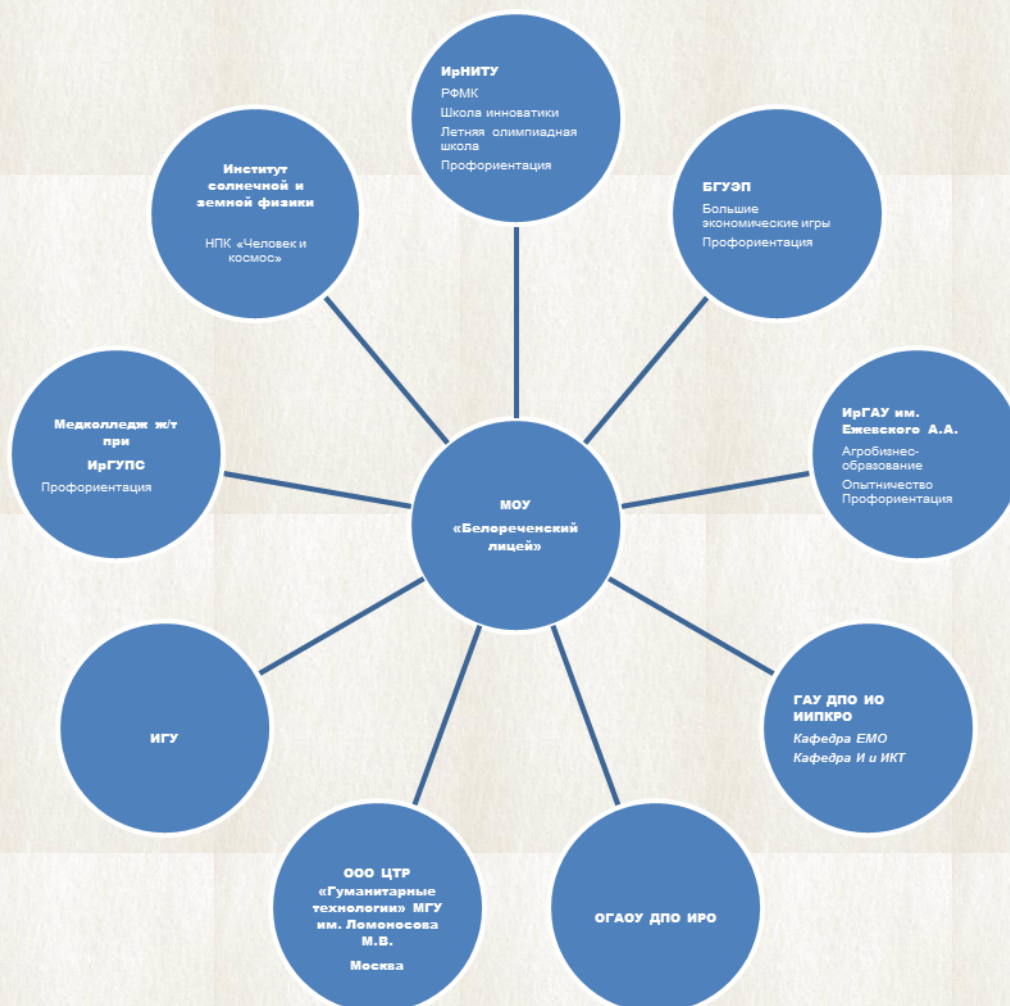 ИрНИТУ
РФМК
Школа инноватики
Летняя олимпиадная
школа
Профориентация
БГУЭП
Большие
экономические игры
Профориентация
ИрГАУ им.
Ежевского А.А.
Агробизнес-
образование
Опытничество
Профориентация
ГАУ ДПО ИО
ИИПКРО
Кафедра ЕМО
Кафедра И и ИКТ
ОГАОУ ДПО ИРО
ООО ЦТР
«Гуманитарные
технологии» МГУ
им. Ломоносова
М.В.
Москва
ИГУ
Медколледж ж/т
при
ИрГУПС
Профориентация
Институт
солнечной и
земной физики
НПК «Человек и
космос»
МОУ
«Белореченский
лицей»